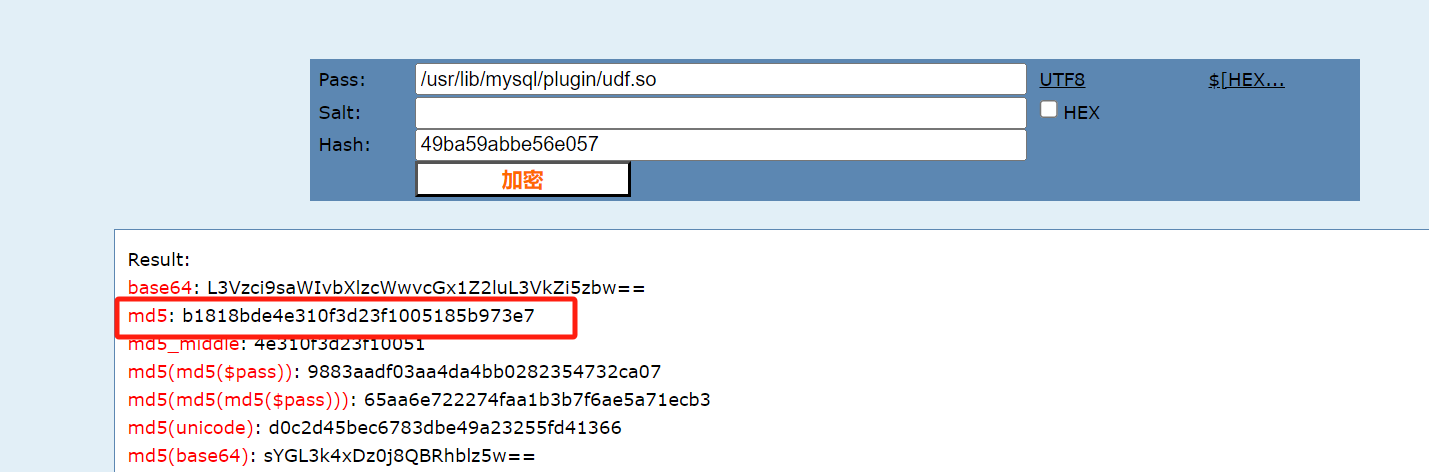 Pass: /usr/lib/mysql/plugin/udf.so UTF8 $[HEX...
Salt: HEX
Hash: 49ba59abbe56e057
加密
Result:
base64: L3Vzci9saWIvbXlzcWwvcGx1Z2luL3VkZi5zbw==
md5: b1818bde4e310f3d23f1005185b973e7
md5_middle: 4e310f3d23f10051
md5(md5($pass)): 9883aadf03aa4da4bb0282354732ca07
md5(md5(md5($pass))): 65aa6e722274faa1b3b7f6ae5a71ecb3
md5(unicode): d0c2d45bec6783dbe49a23255fd41366
md5(base64): sYGL3k4xDz0j8QBRhblz5w==